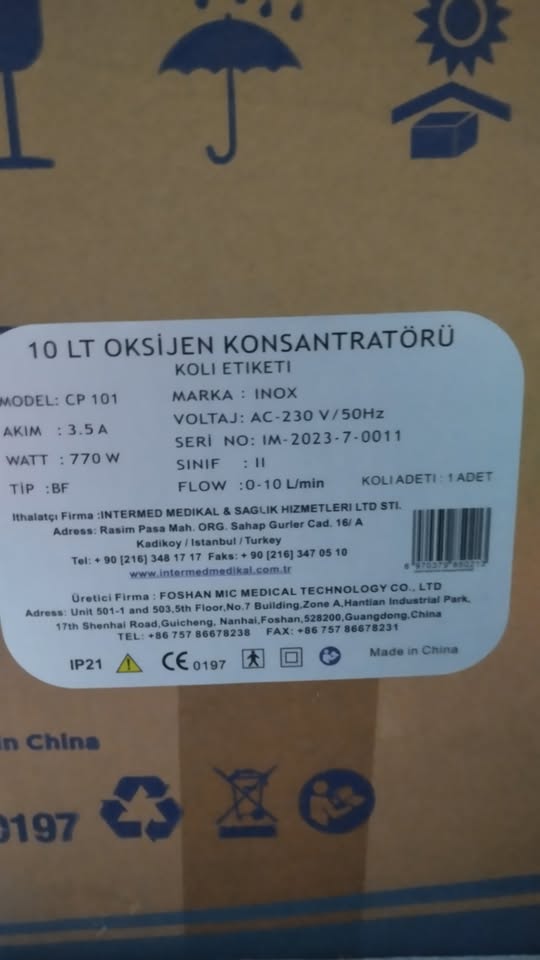 10 LT OKSİJEN KONSANTRATÖRÜ
KOLI ETIKETI
MODEL: CP 101
MARKA : INOX
AKIM : 3.5 A
VOLTAJ: AC-230 V/50Hz
WATT : 770 W
SERİ NO: IM-2023-7-0011
SINIF : II
TİP :BF
FLOW :0-10 L/min
KOLI ADETI : 1 ADET
Ithalatçı Firma :INTERMED MEDIKAL & SAGLIK HIZMETLERI LTD STI.
Adress: Rasim Pasa Mah. ORG. Sahap Gurler Cad. 16/ A
Kadikoy / Istanbul / Turkey
Tel: + 90 [216] 348 17 17 Faks: + 90 [216] 347 05 10
www.intermedmedikal.com.tr
Üretici Firma : FOSHAN MIC MEDICAL TECHNOLOGY CO., LTD
Adress: Unit 501-1 and 503,5th Floor,No.7 Building,Zone A,Hantian Industrial Park,
17th Shenhai Road,Guicheng, Nanhai,Foshan,528200,Guangdong,China
TEL: +86 757 86678238 FAX: +86 757 86678231
IP21 CE 0197 Made in China
in China
0197